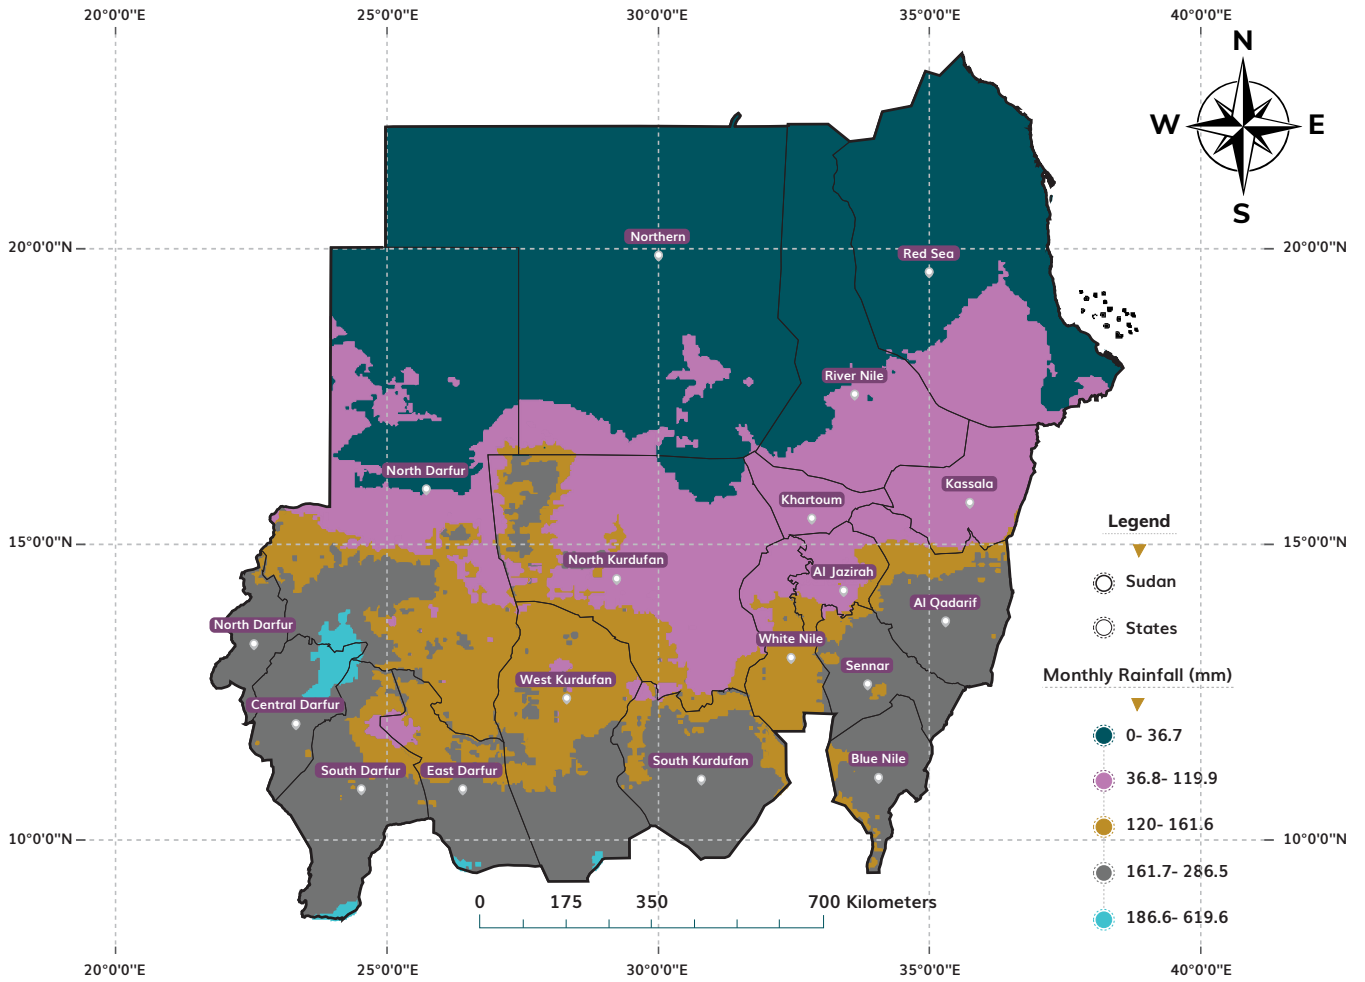 20°0'0"E 25°0'0"E 30°0'0"E 35°0'0"E 40°0'0"E
N
W E
S
20°0'0"N 20°0'0"N
Northern
Red Sea
River Nile
North Darfur
Khartoum
Kassala
15°0'0"N 15°0'0"N
North Kurdufan
Al Jazirah
Al Qadarif
North Darfur
White Nile
Sennar
West Kurdufan
Central Darfur
South Darfur
East Darfur
South Kurdufan
Blue Nile
10°0'0"N 10°0'0"N
Legend
Sudan
States
Monthly Rainfall (mm)
0- 36.7
36.8- 119.9
120- 161.6
161.7- 286.5
186.6- 619.6
0 175 350 700 Kilometers
20°0'0"E 25°0'0"E 30°0'0"E 35°0'0"E 40°0'0"E